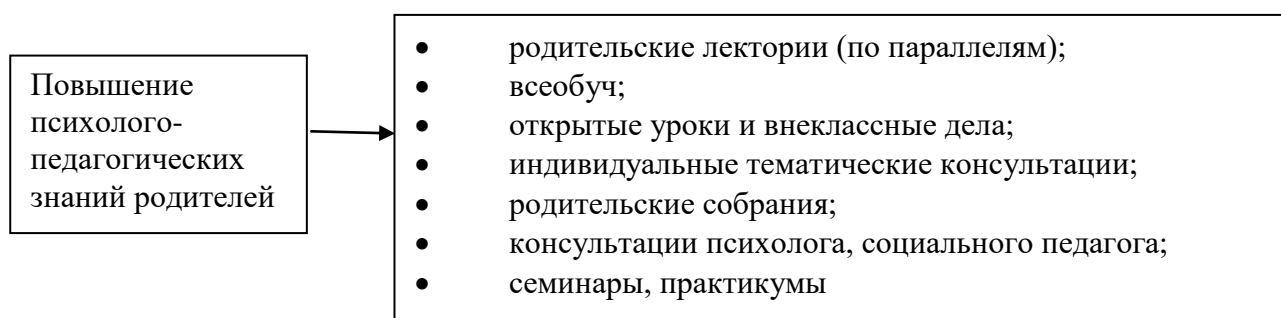 Повышение
психолого-
педагогических
знаний родителей
• родительские лектории (по параллелям);
• всеобуч;
• открытые уроки и внеклассные дела;
• индивидуальные тематические консультации;
• родительские собрания;
• консультации психолога, социального педагога;
• семинары, практикумы